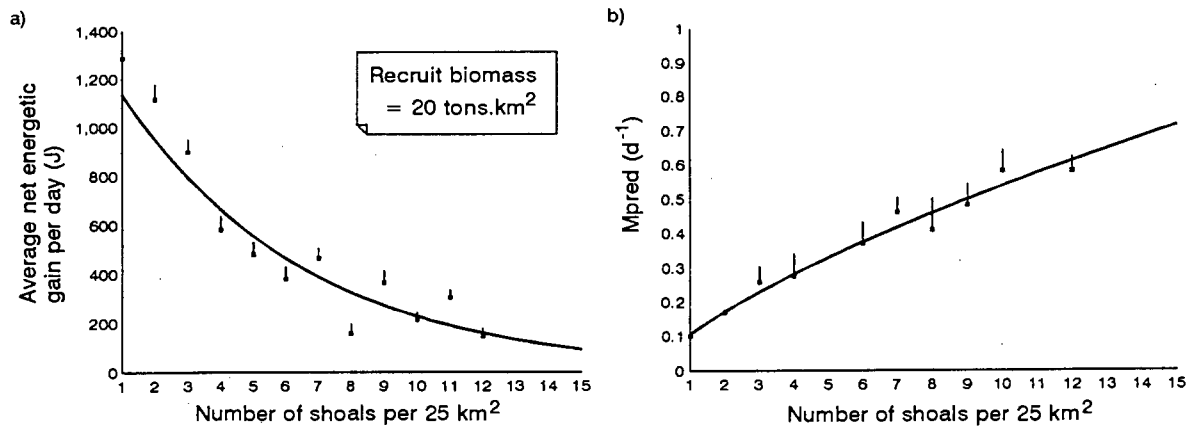 a)
1,400
1,200
1,000
800
600
400
200
0
Average net energetic
gain per day (J)
Recruit biomass
= 20 tons.km²
1 2 3 4 5 6 7 8 9 10 11 12 13 14 15
Number of shoals per 25 km²
b)
1
0.9
0.8
0.7
0.6
0.5
0.4
0.3
0.2
0.1
0
Mpred (d⁻¹)
1 2 3 4 5 6 7 8 9 10 11 12 13 14 15
Number of shoals per 25 km²